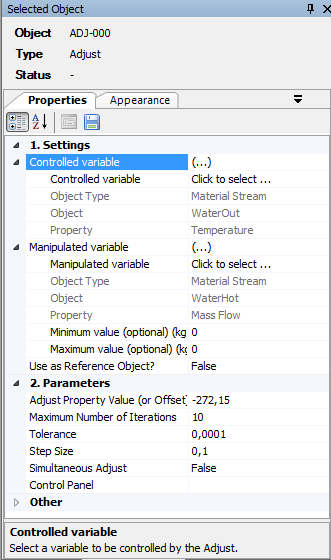 Selected Object
Object ADJ-000
Type Adjust
Status -
Properties Appearance
1. Settings
Controlled variable (...)
Controlled variable Click to select ...
Object Type Material Stream
Object WaterOut
Property Temperature
Manipulated variable (...)
Manipulated variable Click to select ...
Object Type Material Stream
Object WaterHot
Property Mass Flow
Minimum value (optional) (kg 0
Maximum value (optional) (k 0
Use as Reference Object? False
2. Parameters
Adjust Property Value (or Offset) -272,15
Maximum Number of Iterations 10
Tolerance 0,0001
Step Size 0,1
Simultaneous Adjust False
Control Panel
Other
Controlled variable
Select a variable to be controlled by the Adjust.